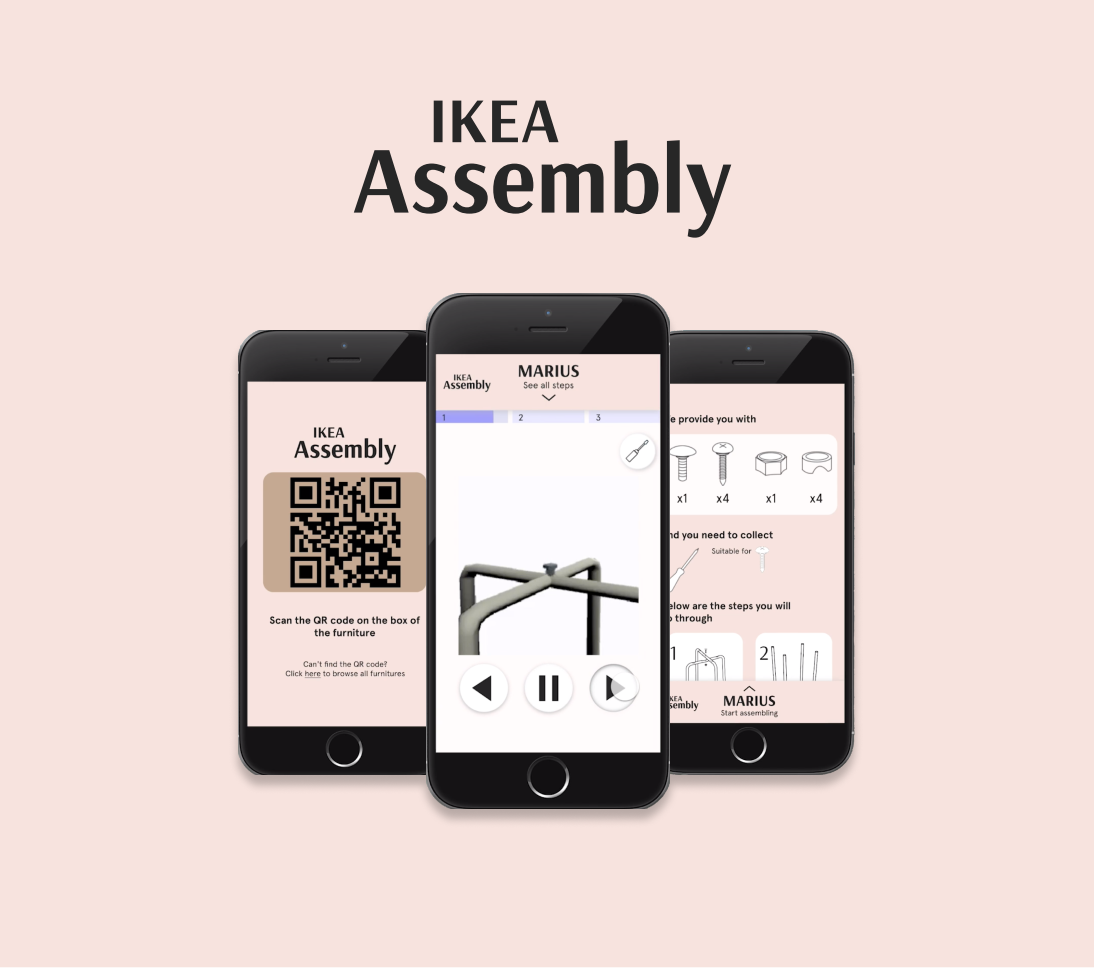 IKEA
Assembly
IKEA
Assembly
Scan the QR code on the box of
the furniture
Can't find the QR code?
Click here to browse all furnitures
IKEA
Assembly
MARIUS
See all steps
1
2
3
e provide you with
x1
x4
x1
x4
nd you need to collect
Suitable for
elow are the steps you will
through
1
2
KEA
sembly
MARIUS
Start assembling